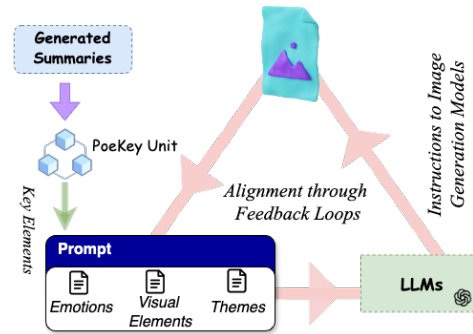 Generated
Summaries
PoeKey Unit
Key Elements
Alignment through
Feedback Loops
Instructions to Image
Generation Models
Prompt
Emotions
Visual
Elements
Themes
LLMs